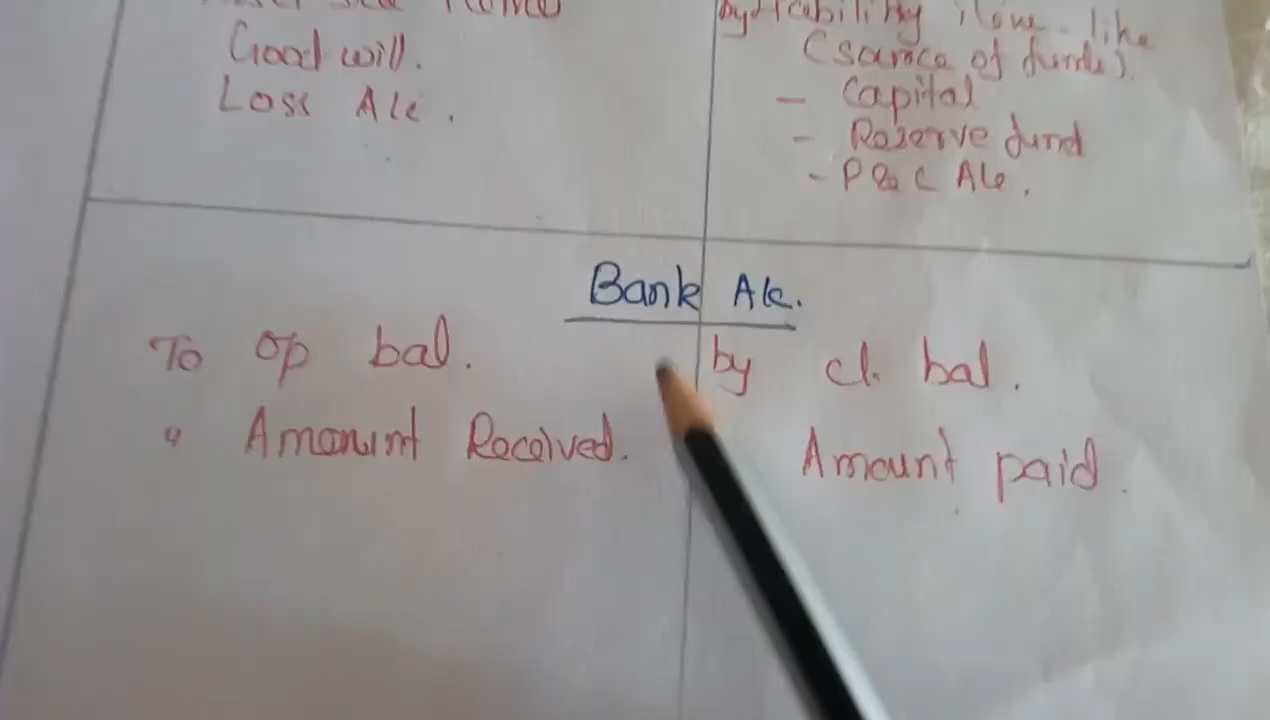 Good will.
Loss A/c.
by Liability
like
(source of funds).
- Capital
- Reserve fund
- P & L A/c.
Bank A/c.
To op bal.
" Amount Received.
by cl. bal.
Amount paid.